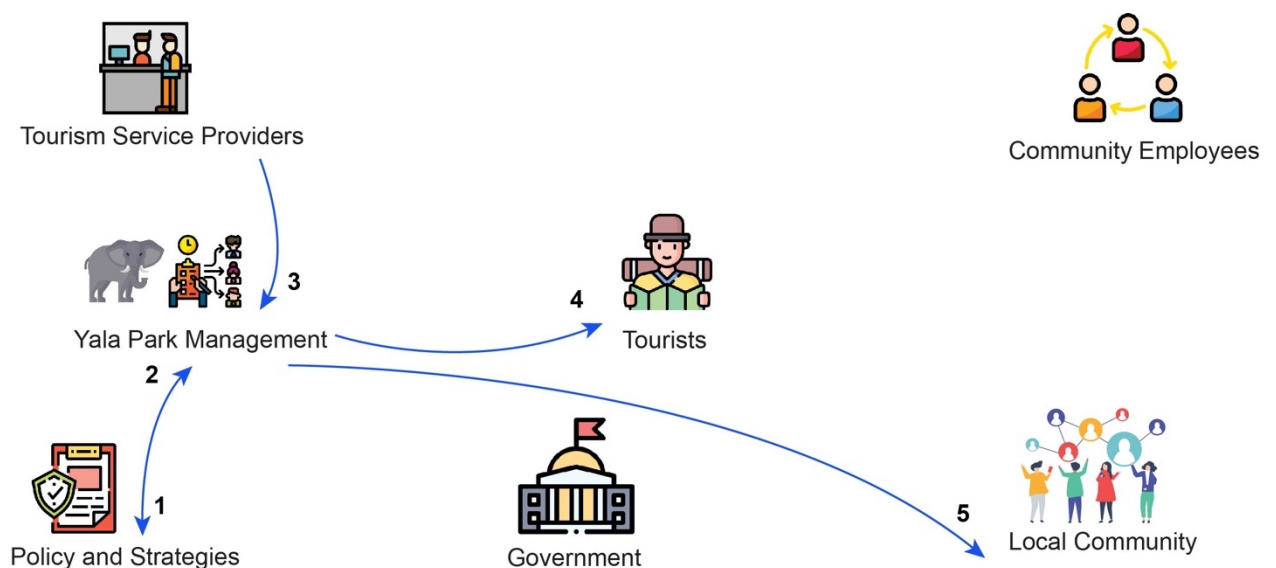 Tourism Service Providers
Community Employees
3
4
Yala Park Management
Tourists
2
5
1
Local Community
Policy and Strategies
Government